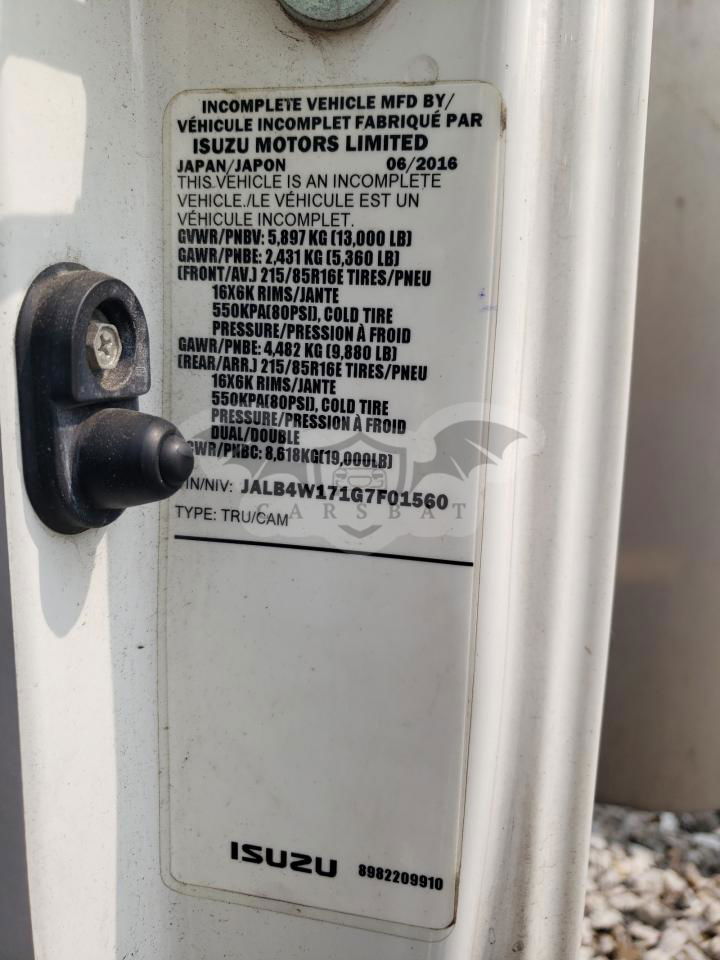 INCOMPLETE VEHICLE MFD BY/
VÉHICULE INCOMPLET FABRIQUÉ PAR
ISUZU MOTORS LIMITED
JAPAN/JAPON 06/2016
THIS VEHICLE IS AN INCOMPLETE
VEHICLE./LE VÉHICULE EST UN
VÉHICULE INCOMPLET.
GVWR/PNBV: 5,897 KG (13,000 LB)
GAWR/PNBE: 2,431 KG (5,360 LB)
(FRONT/AV.) 215/85R16E TIRES/PNEU
16X6K RIMS/JANTE
550KPA(80PSI), COLD TIRE
PRESSURE/PRESSION À FROID
GAWR/PNBE: 4,482 KG (9,880 LB)
(REAR/ARR.) 215/85R16E TIRES/PNEU
16X6K RIMS/JANTE
550KPA(80PSI), COLD TIRE
PRESSURE/PRESSION À FROID
DUAL/DOUBLE
CWR/PNBC: 8,618KG(19,000LB)
IN/NIV: JALB4W171G7F01560
CARSBAT
TYPE: TRU/CAM
ISUZU 8982209910